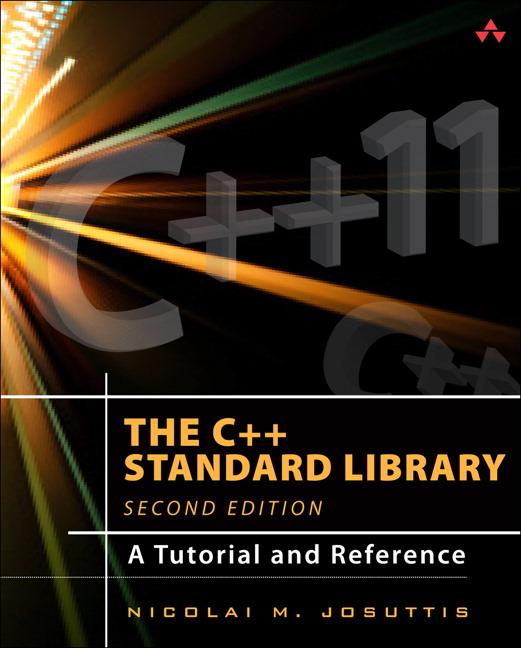 C++11
C++
THE C++
STANDARD LIBRARY
SECOND EDITION
A Tutorial and Reference
NICOLAI M. JOSUTTIS